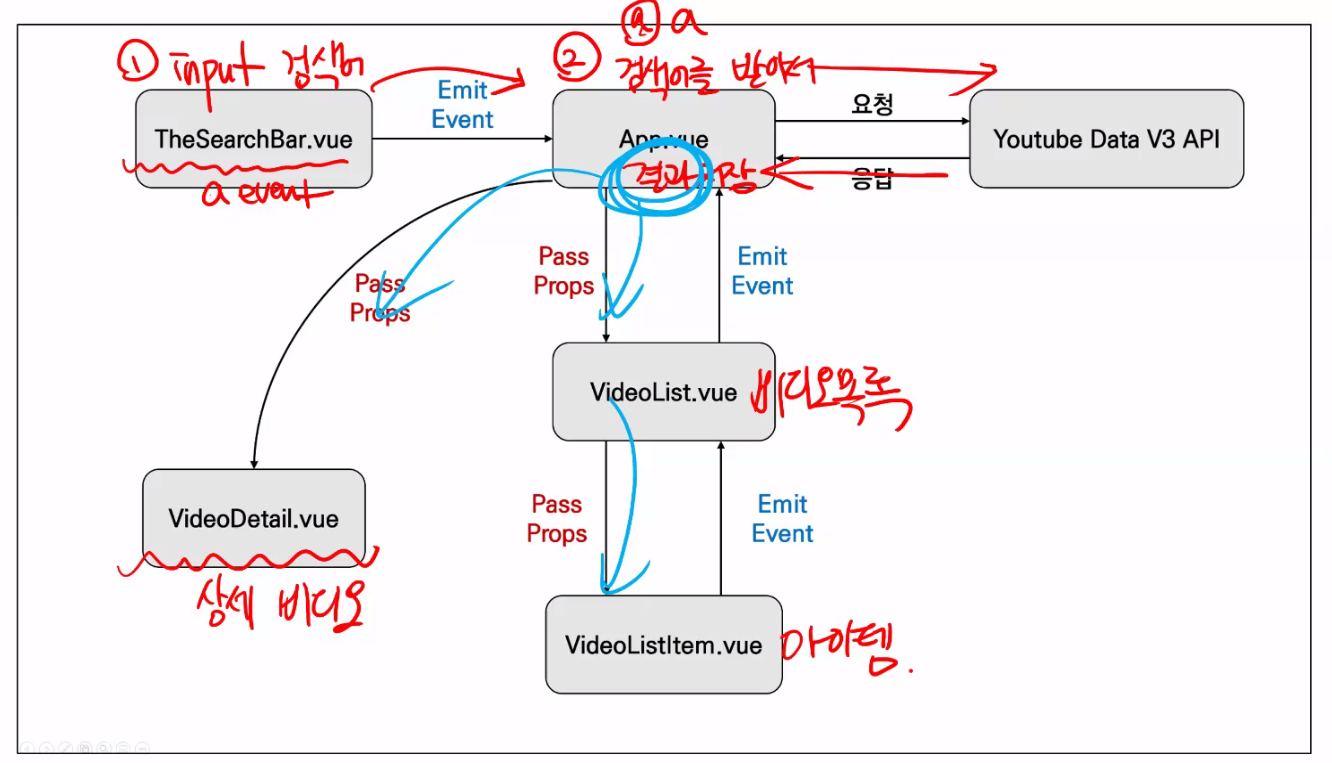 @ a
① input 검색어
② 검색어를 받아서
Emit
Event
요청
TheSearchBar.vue
App.vue
Youtube Data V3 API
결과 저장
응답
a event
Pass
Props
Emit
Event
Pass
Props
VideoList.vue
비디오목록
Pass
Props
Emit
Event
VideoDetail.vue
상세 비디오
VideoListItem.vue
아이템.